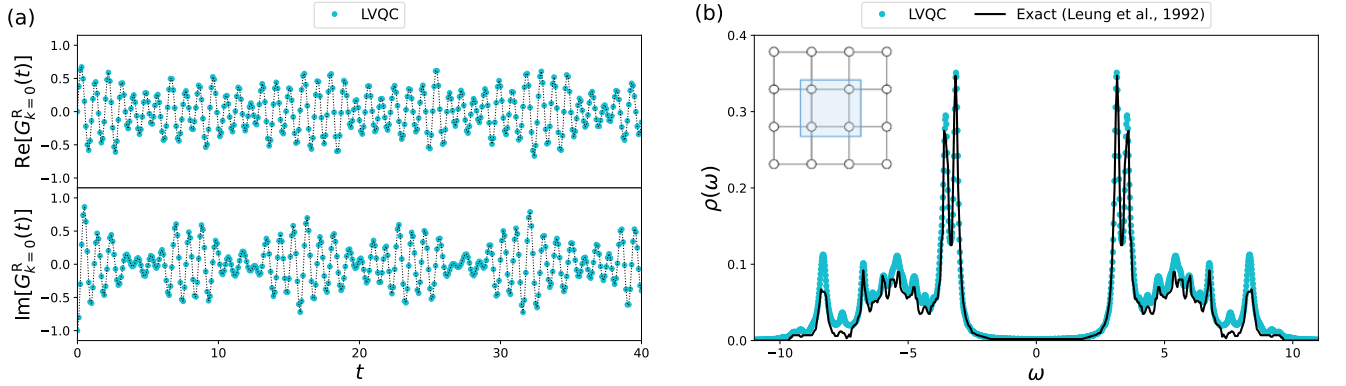 (a)
LVQC
Re[G^R_{k=0}(t)]
1.0
0.5
0.0
−0.5
−1.0
Im[G^R_{k=0}(t)]
1.0
0.5
0.0
−0.5
−1.0
0 10 20 30 40
t
(b)
LVQC Exact (Leung et al., 1992)
ρ(ω)
0.4
0.3
0.2
0.1
0.0
−10 −5 0 5 10
ω